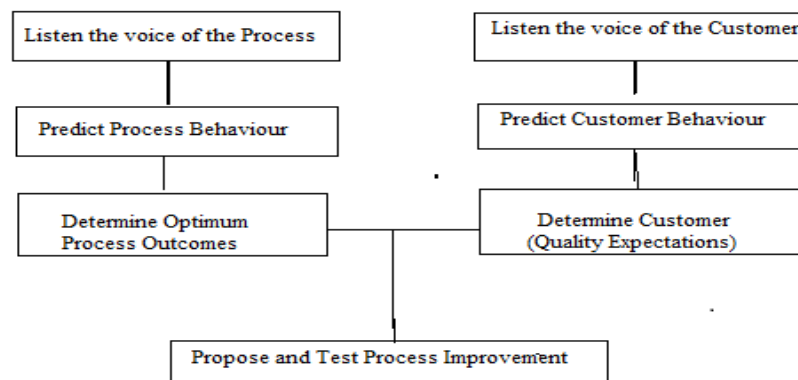 Listen the voice of the Process
Listen the voice of the Customer
Predict Process Behaviour
Predict Customer Behaviour
Determine Optimum
Process Outcomes
Determine Customer
(Quality Expectations)
Propose and Test Process Improvement